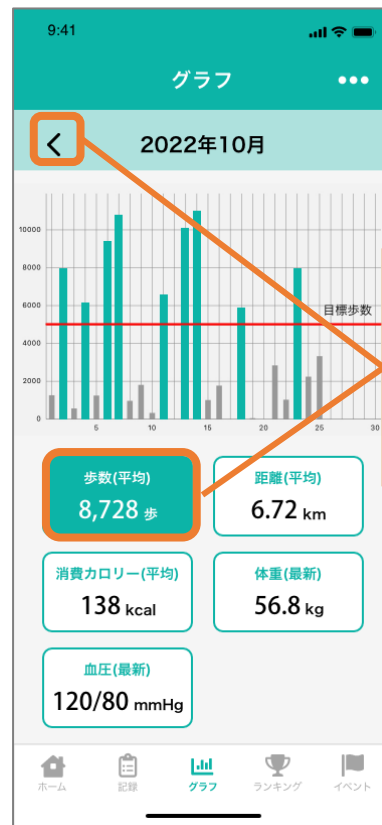 9:41
グラフ
2022年10月
10000
8000
6000
目標歩数
4000
2000
0
5 10 15 20 25 30
歩数(平均) 距離(平均)
8,728 歩 6.72 km
消費カロリー(平均) 体重(最新)
138 kcal 56.8 kg
血圧(最新)
120/80 mmHg
ホーム 記録 グラフ ランキング イベント